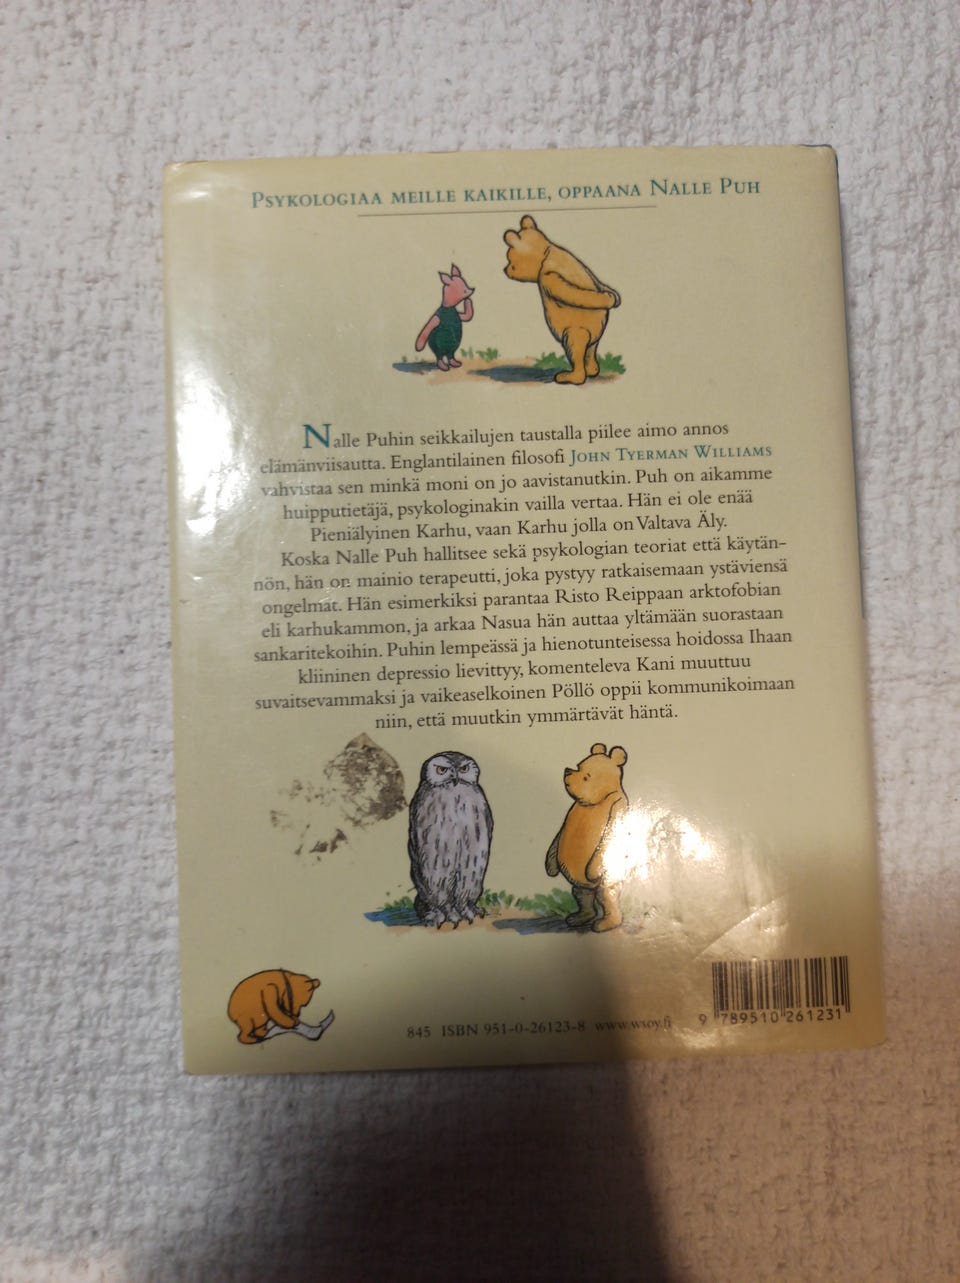 PSYKOLOGIAA MEILLE KAIKILLE, OPPAANA NALLE PUH
Nalle Puhin seikkailujen taustalla piilee aimo annos
elämänviisautta. Englantilainen filosofi JOHN TYERMAN WILLIAMS
vahvistaa sen minkä moni on jo aavistanutkin. Puh on aikamme
huipputietäjä, psykologinakin vailla vertaa. Hän ei ole enää
Pieniälyinen Karhu, vaan Karhu jolla on Valtava Äly.
Koska Nalle Puh hallitsee sekä psykologian teoriat että käytän-
nön, hän on mainio terapeutti, joka pystyy ratkaisemaan ystäviensä
ongelmat. Hän esimerkiksi parantaa Risto Reippaan arktofobian
eli karhukammon, ja arkaa Nasua hän auttaa yltämään suorastaan
sankaritekoihin. Puhin lempeässä ja hienotunteisessa hoidossa Ihaan
kliininen depressio lievittyy, komenteleva Kani muuttuu
suvaitsevammaksi ja vaikeaselkoinen Pöllö oppii kommunikoimaan
niin, että muutkin ymmärtävät häntä.
845 ISBN 951-0-26123-8 www.wsoy.fi
9 789510 261231